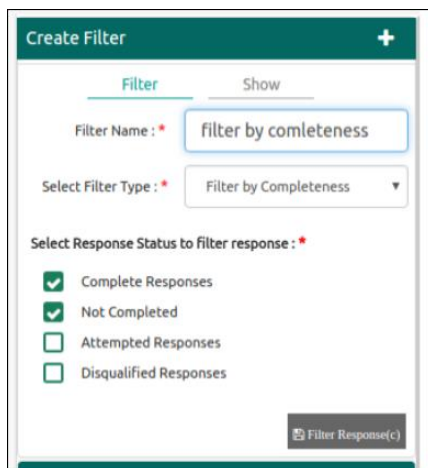 Create Filter
Filter Show
Filter Name : *
filter by comleteness
Select Filter Type : *
Filter by Completeness
Select Response Status to filter response : *
Complete Responses
Not Completed
Attempted Responses
Disqualified Responses
Filter Response(c)